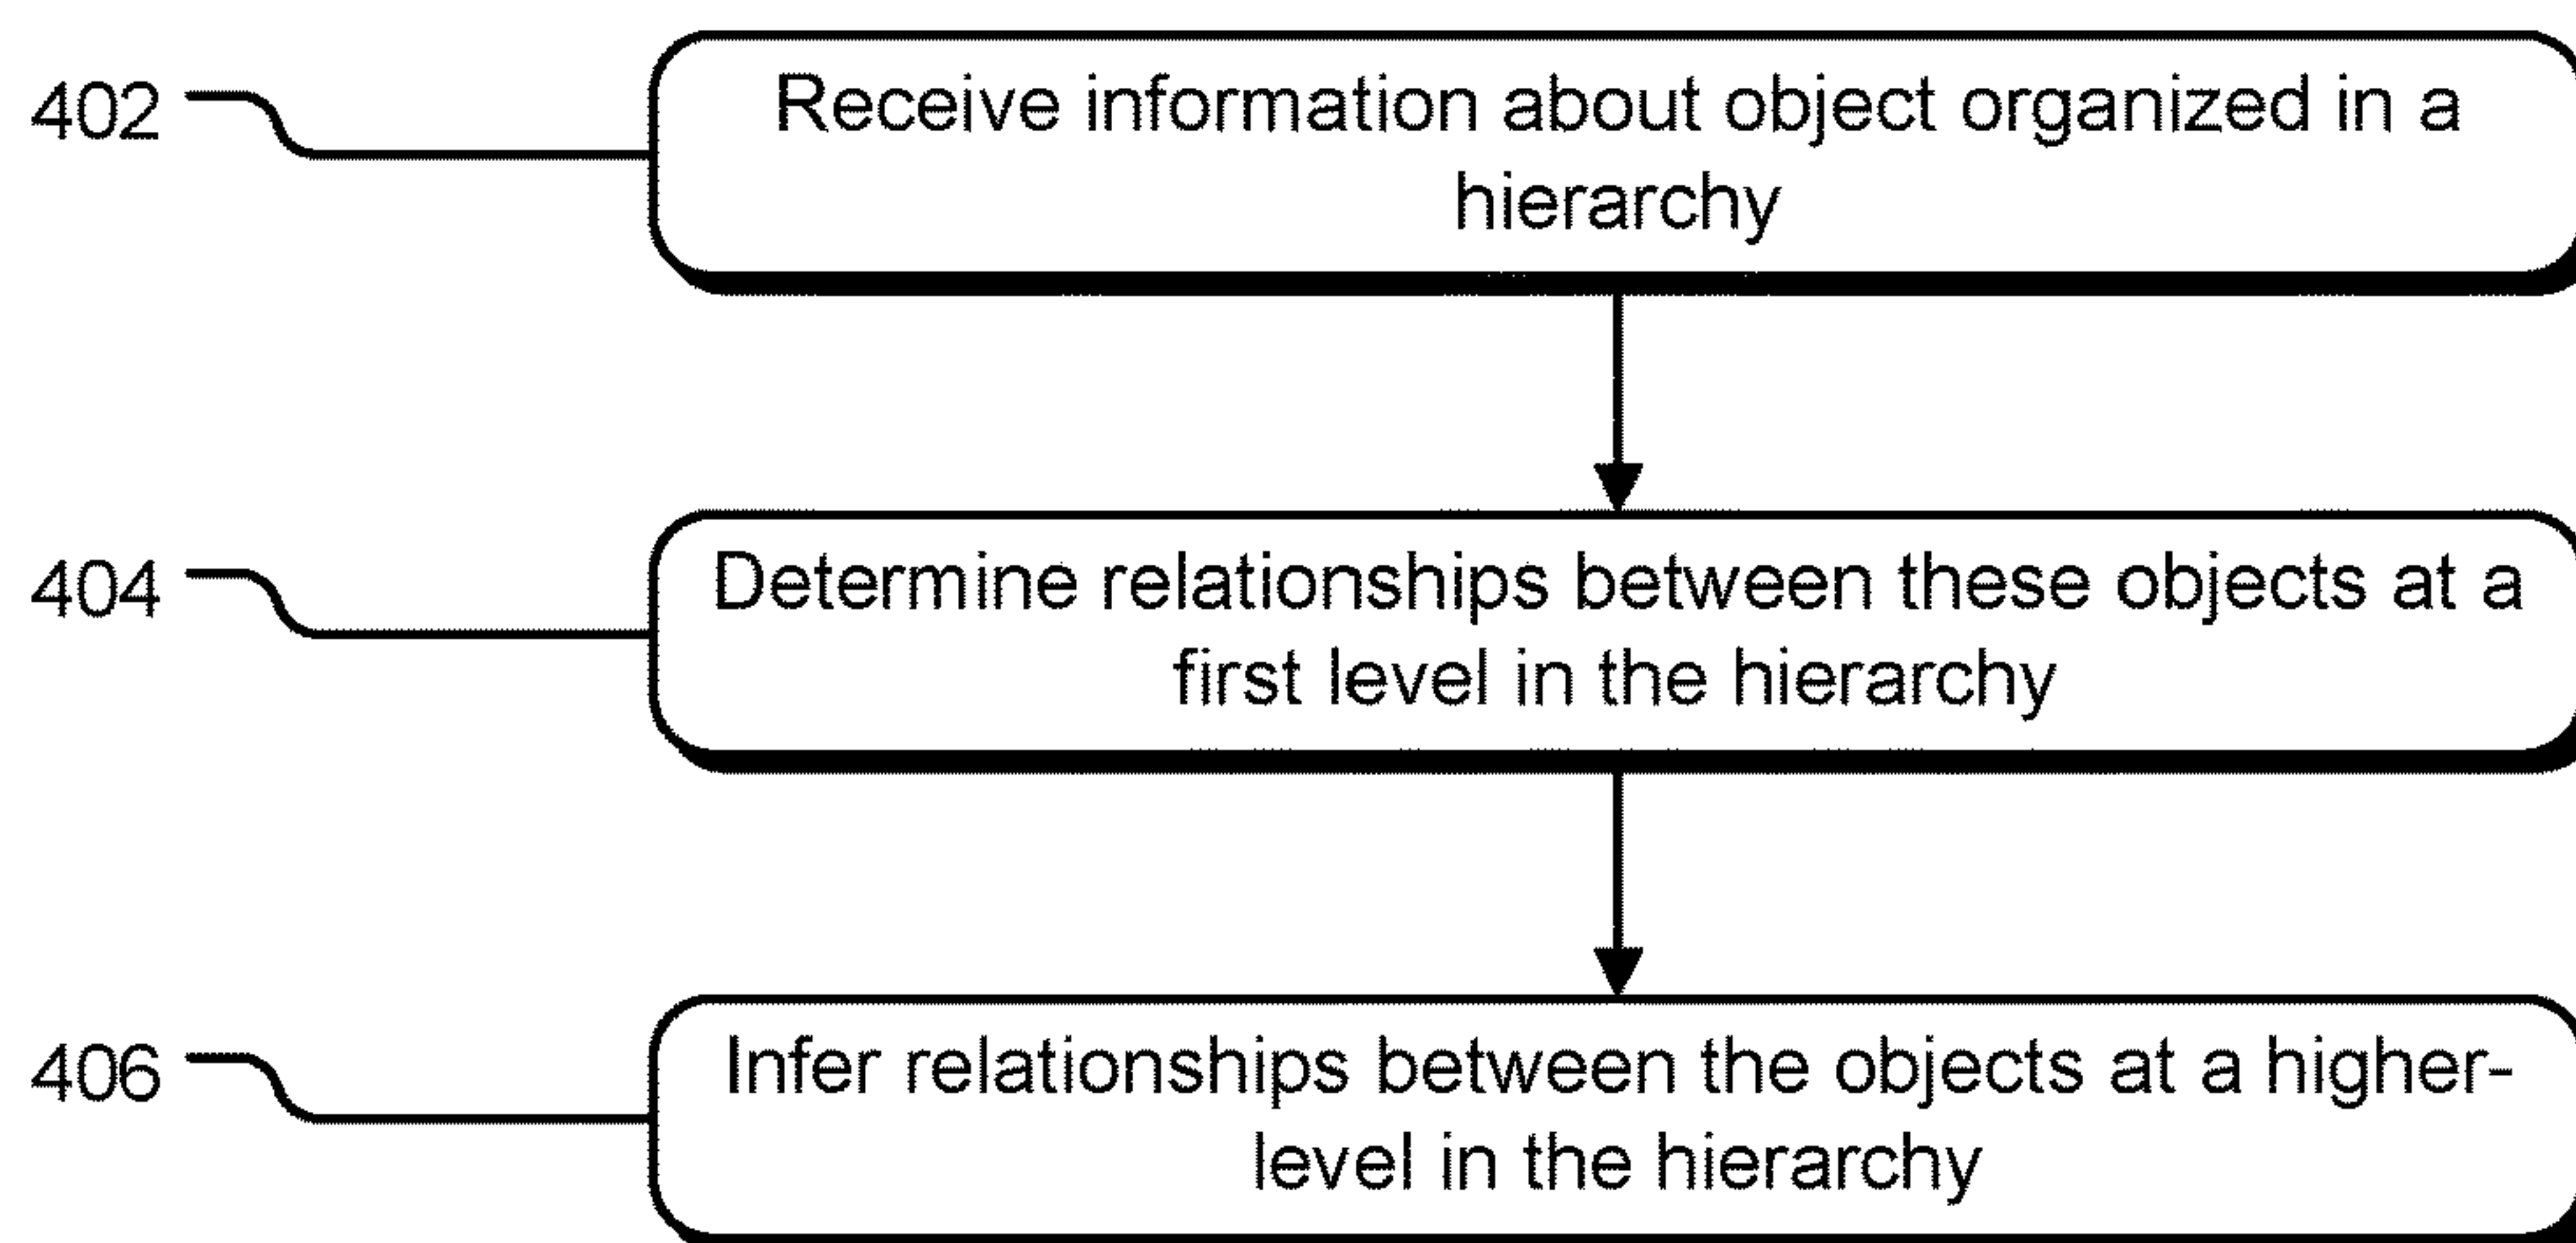 402
Receive information about object organized in a
hierarchy
404
Determine relationships between these objects at a
first level in the hierarchy
406
Infer relationships between the objects at a higher-
level in the hierarchy